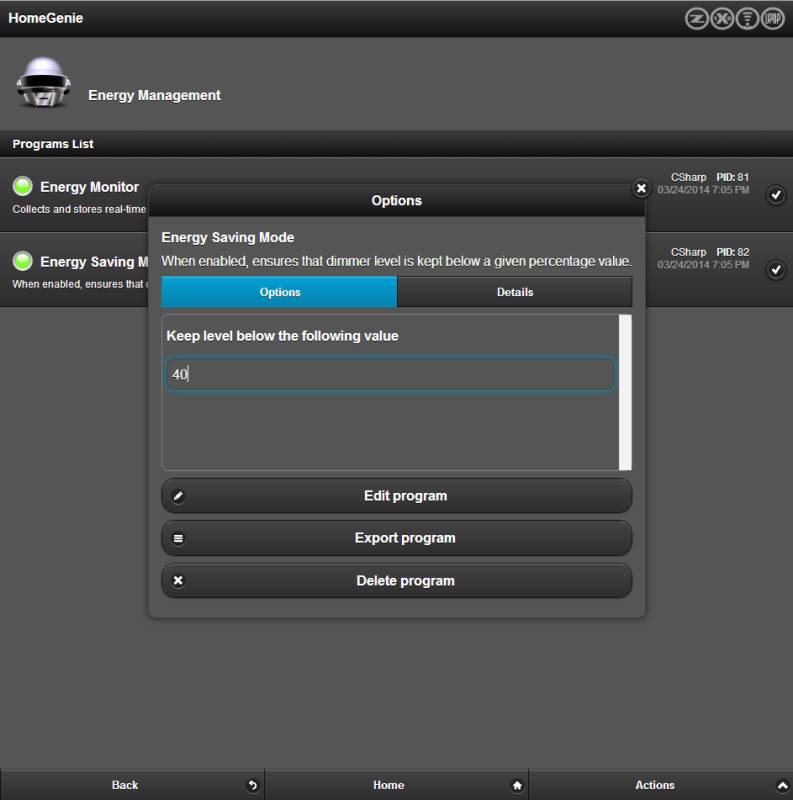 HomeGenie
Z X UPnP
Energy Management
Programs List
Energy Monitor
CSharp PID: 81
03/24/2014 7:05 PM
Collects and stores real-time
Energy Saving M
CSharp PID: 82
03/24/2014 7:05 PM
When enabled, ensures that
Options
Energy Saving Mode
When enabled, ensures that dimmer level is kept below a given percentage value.
Options Details
Keep level below the following value
40
Edit program
Export program
Delete program
Back Home Actions